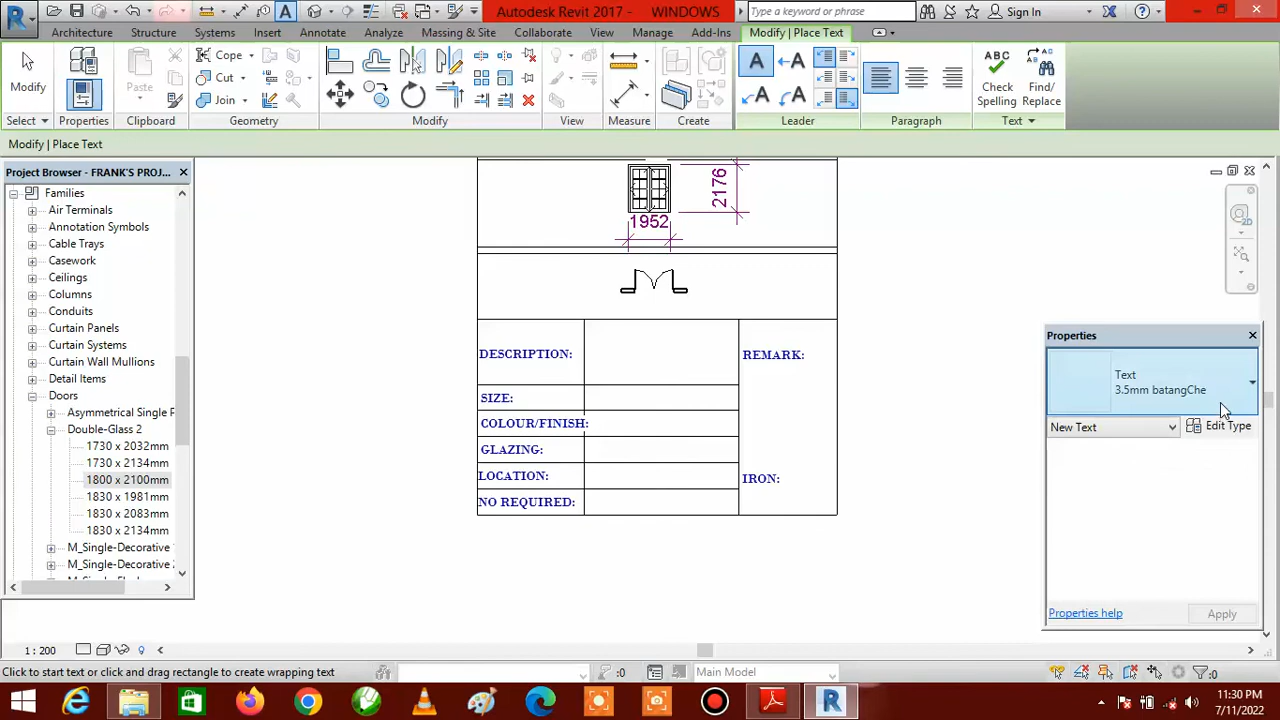 Autodesk Revit 2017 - WINDOWS
Type a keyword or phrase
Sign In
Architecture Structure Systems Insert Annotate Analyze Massing & Site Collaborate View Manage Add-Ins Modify | Place Text
Modify
Cope
Cut
Join
Paste
Check Spelling
Find/ Replace
Select Properties Clipboard Geometry Modify View Measure Create Leader Paragraph Text
Modify | Place Text
Project Browser - FRANK'S PROJ...
Families
Air Terminals
Annotation Symbols
Cable Trays
Casework
Ceilings
Columns
Conduits
Curtain Panels
Curtain Systems
Curtain Wall Mullions
Detail Items
Doors
Asymmetrical Single P
Double-Glass 2
1730 x 2032mm
1730 x 2134mm
1800 x 2100mm
1830 x 1981mm
1830 x 2083mm
1830 x 2134mm
M_Single-Decorative
M_Single-Decorative 2
2176
1952
DESCRIPTION:
REMARK:
SIZE:
COLOUR/FINISH:
GLAZING:
LOCATION:
IRON:
NO REQUIRED:
2D
Properties
Text
3.5mm batangChe
New Text
Edit Type
Properties help
Apply
1 : 200
Click to start text or click and drag rectangle to create wrapping text
:0
Main Model
:0
11:30 PM
7/11/2022